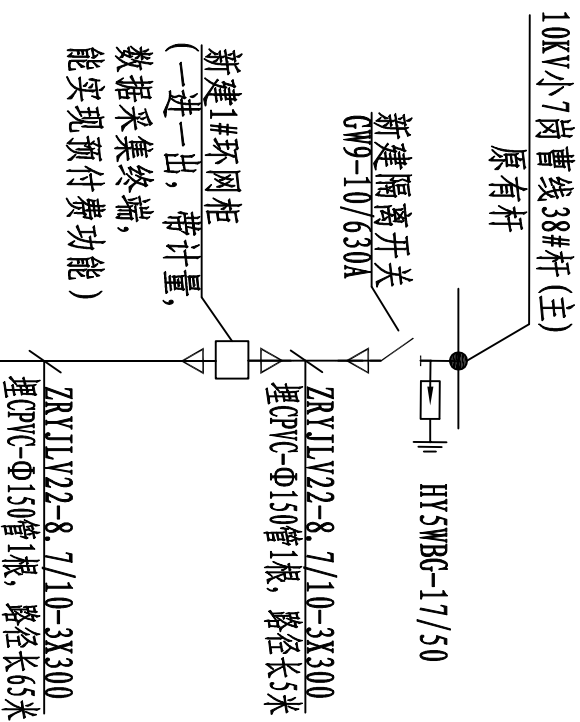 10KV小7岗曹线38#杆(主)
原有杆
新建隔离开关
GW9-10/630A
新建1#环网柜
(一进一出，带计量，
数据采集终端，
能实现预付费功能)
HY5WBG-17/50
ZRYJLV22-8.7/10-3X300
埋CPVC-Φ150管1根，路径长5米
ZRYJLV22-8.7/10-3X300
埋CPVC-Φ150管1根，路径长65米